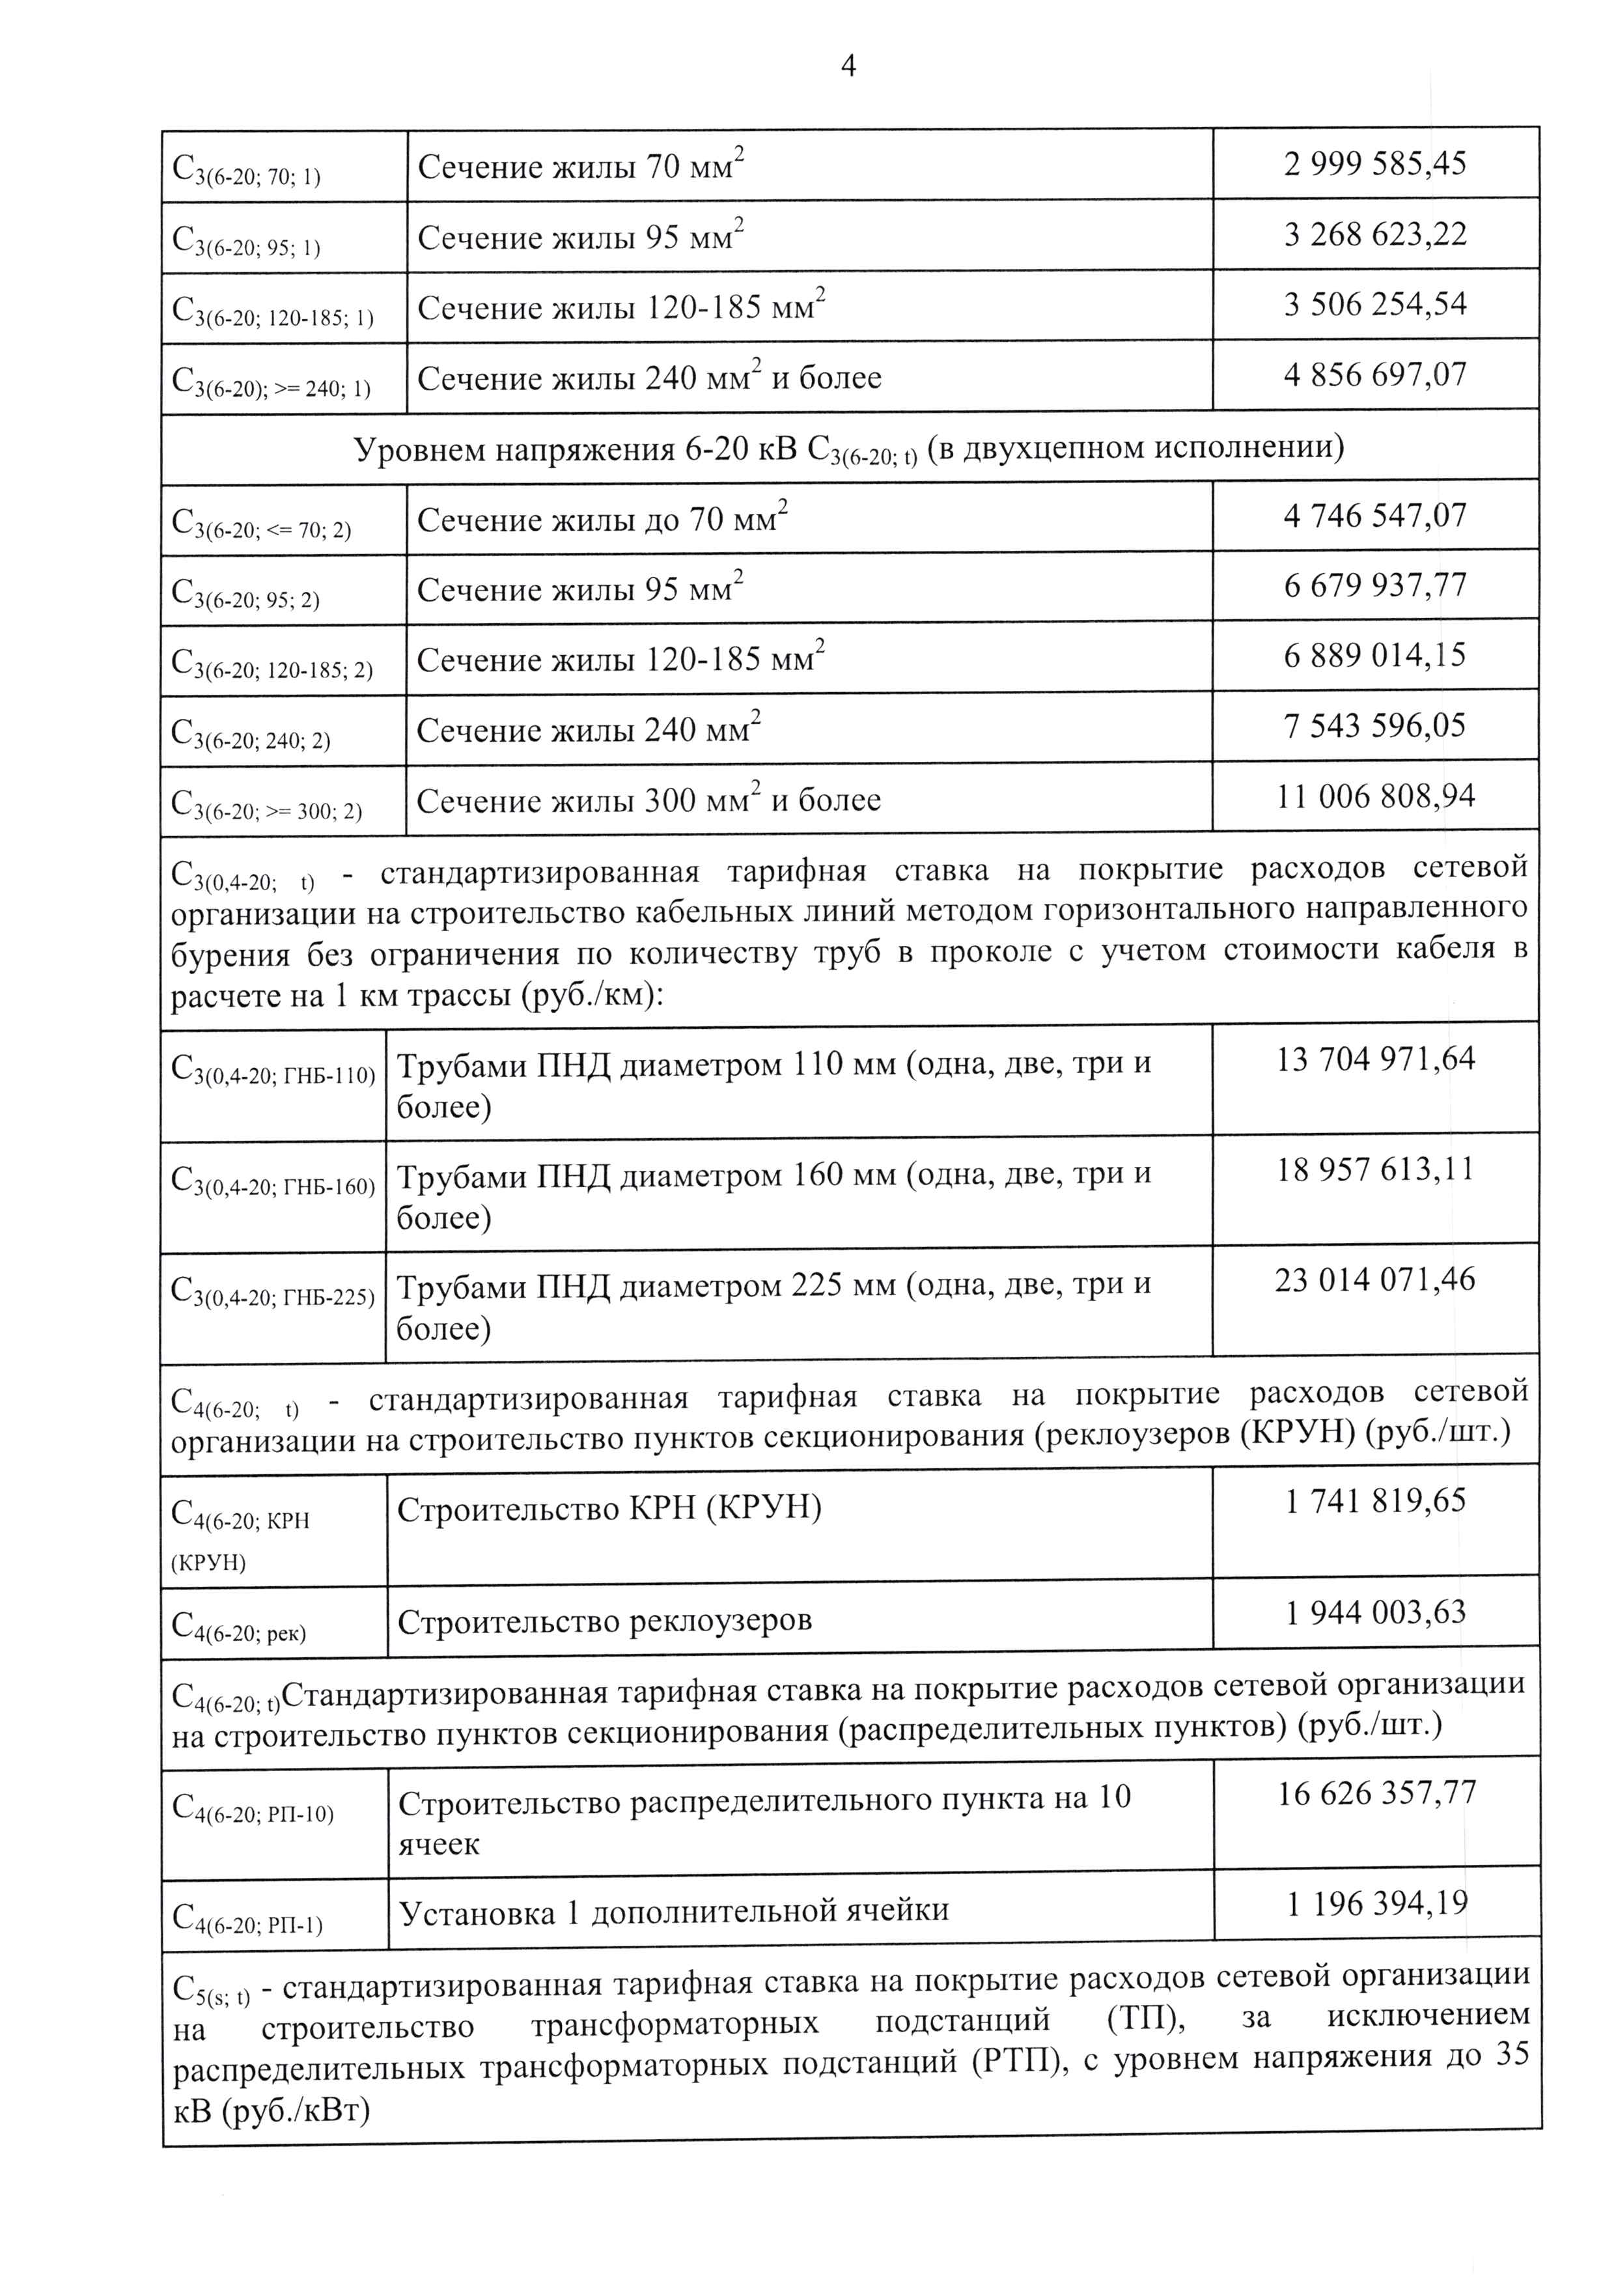 4
С3(6-20; 70; 1) Сечение жилы 70 мм² 2 999 585,45
С3(6-20; 95; 1) Сечение жилы 95 мм² 3 268 623,22
С3(6-20; 120-185; 1) Сечение жилы 120-185 мм² 3 506 254,54
С3(6-20); >= 240; 1) Сечение жилы 240 мм² и более 4 856 697,07
Уровнем напряжения 6-20 кВ С3(6-20; t) (в двухцепном исполнении)
С3(6-20; <= 70; 2) Сечение жилы до 70 мм² 4 746 547,07
С3(6-20; 95; 2) Сечение жилы 95 мм² 6 679 937,77
С3(6-20; 120-185; 2) Сечение жилы 120-185 мм² 6 889 014,15
С3(6-20; 240; 2) Сечение жилы 240 мм² 7 543 596,05
С3(6-20; >= 300; 2) Сечение жилы 300 мм² и более 11 006 808,94
С3(0,4-20; t) - стандартизированная тарифная ставка на покрытие расходов сетевой
организации на строительство кабельных линий методом горизонтального направленного
бурения без ограничения по количеству труб в проколе с учетом стоимости кабеля в
расчете на 1 км трассы (руб./км):
С3(0,4-20; ГНБ-110) Трубами ПНД диаметром 110 мм (одна, две, три и 13 704 971,64
более)
С3(0,4-20; ГНБ-160) Трубами ПНД диаметром 160 мм (одна, две, три и 18 957 613,11
более)
С3(0,4-20; ГНБ-225) Трубами ПНД диаметром 225 мм (одна, две, три и 23 014 071,46
более)
С4(6-20; t) - стандартизированная тарифная ставка на покрытие расходов сетевой
организации на строительство пунктов секционирования (реклоузеров (КРУН) (руб./шт.)
С4(6-20; КРН Строительство КРН (КРУН) 1 741 819,65
(КРУН)
С4(6-20; рек) Строительство реклоузеров 1 944 003,63
С4(6-20; t)Стандартизированная тарифная ставка на покрытие расходов сетевой организации
на строительство пунктов секционирования (распределительных пунктов) (руб./шт.)
С4(6-20; РП-10) Строительство распределительного пункта на 10 16 626 357,77
ячеек
С4(6-20; РП-1) Установка 1 дополнительной ячейки 1 196 394,19
С5(s; t) - стандартизированная тарифная ставка на покрытие расходов сетевой организации
на строительство трансформаторных подстанций (ТП), за исключением
распределительных трансформаторных подстанций (РТП), с уровнем напряжения до 35
кВ (руб./кВт)